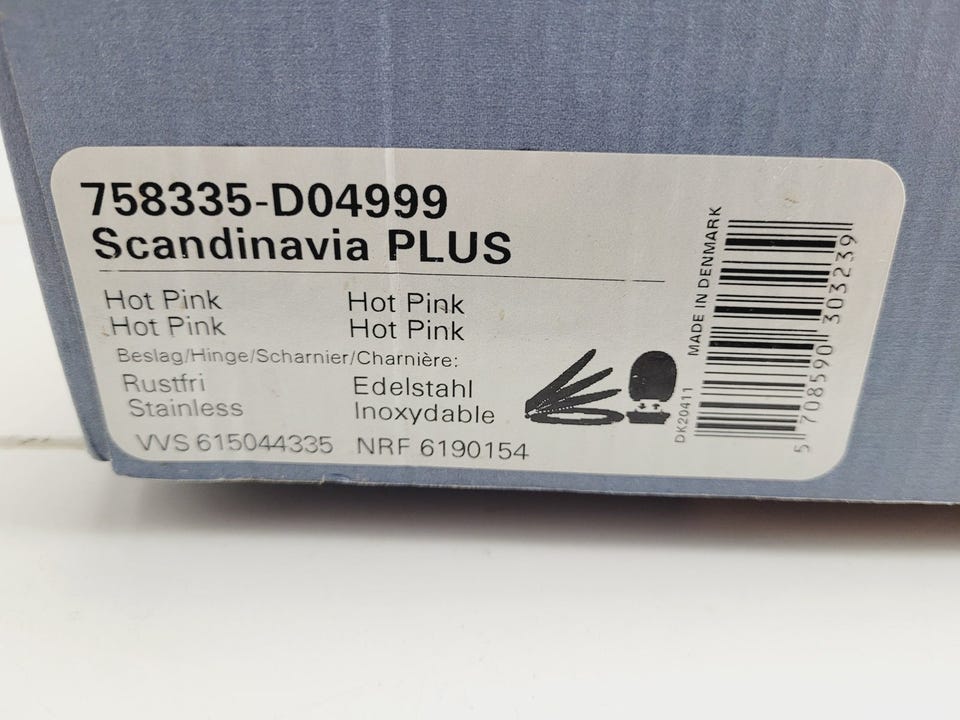 758335-D04999
Scandinavia PLUS
Hot Pink Hot Pink
Hot Pink Hot Pink
Beslag/Hinge/Scharnier/Charnière:
Rustfri Edelstahl
Stainless Inoxydable
VVS 615044335 NRF 6190154
DK20411
MADE IN DENMARK
5 708590 303239